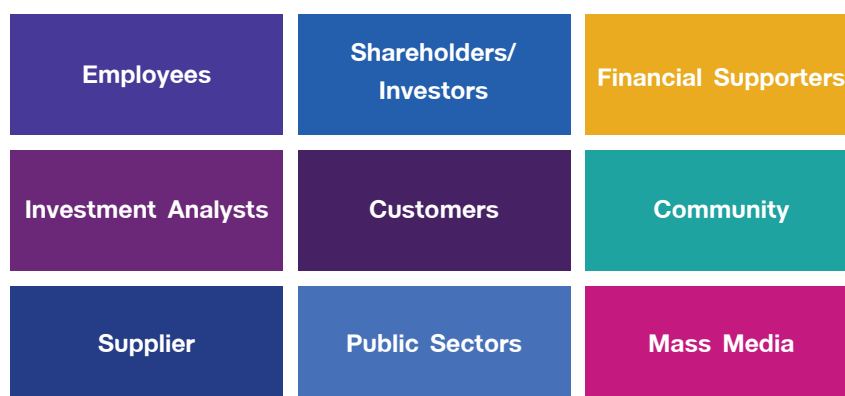 Employees
Shareholders/
Investors
Financial Supporters
Investment Analysts
Customers
Community
Supplier
Public Sectors
Mass Media